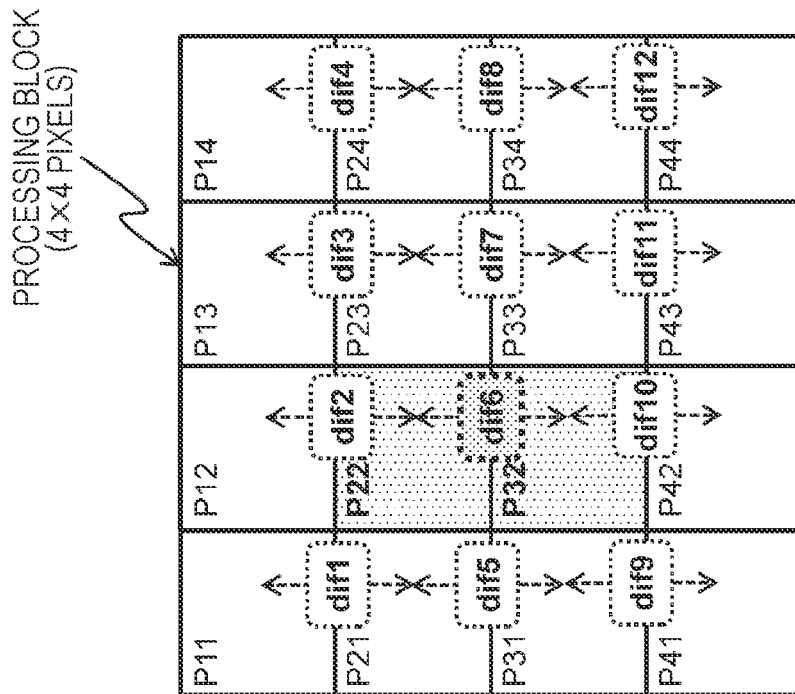 PROCESSING BLOCK
(4×4 PIXELS)
P11 P12 P13 P14
dif1 dif2 dif3 dif4
P21 P22 P23 P24
dif5 dif6 dif7 dif8
P31 P32 P33 P34
dif9 dif10 dif11 dif12
P41 P42 P43 P44